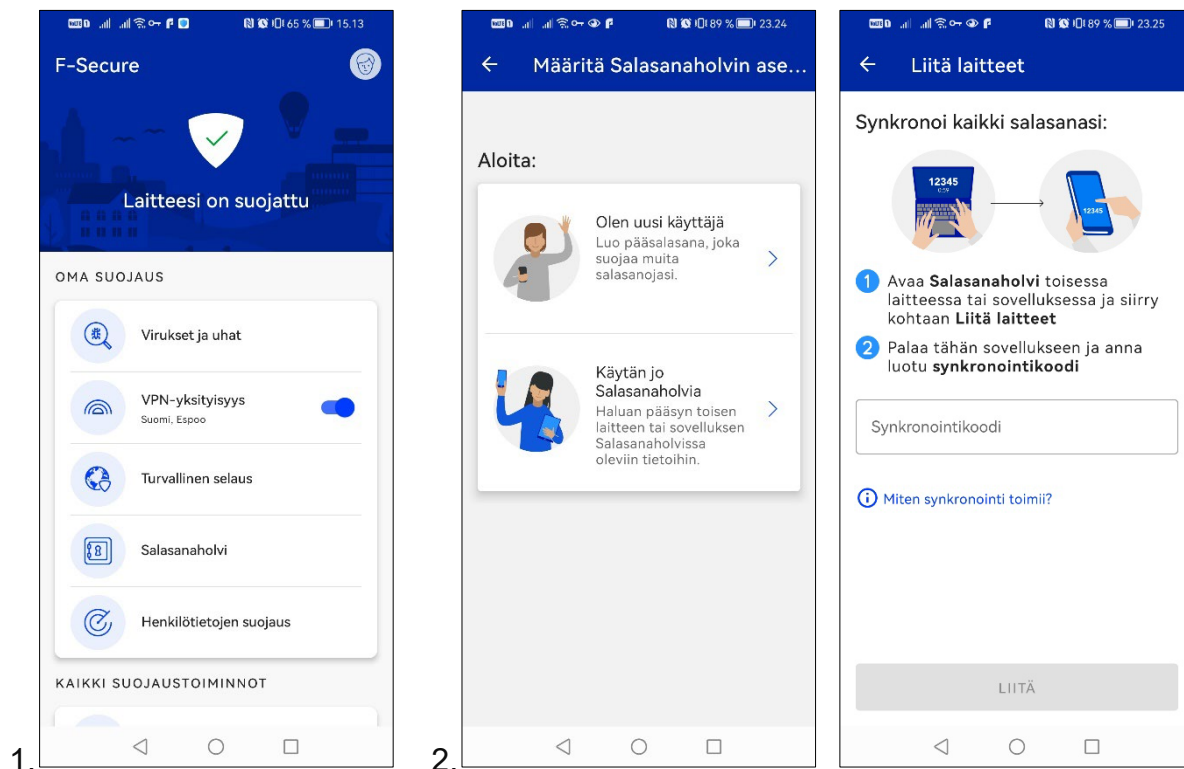 65 % 15.13
F-Secure
Laitteesi on suojattu
OMA SUOJAUS
Virukset ja uhat
VPN-yksityisyys
Suomi, Espoo
Turvallinen selaus
Salasanaholvi
Henkilötietojen suojaus
KAIKKI SUOJAUSTOIMINNOT
1.
89 % 23.24
Määritä Salasanaholvin ase...
Aloita:
Olen uusi käyttäjä
Luo pääsalasana, joka
suojaa muita
salasanojasi.
Käytän jo
Salasanaholvia
Haluan pääsyn toisen
laitteen tai sovelluksen
Salasanaholvissa
oleviin tietoihin.
2.
89 % 23.25
Liitä laitteet
Synkronoi kaikki salasanasi:
12345
0:59
12345
1 Avaa Salasanaholvi toisessa
laitteessa tai sovelluksessa ja siirry
kohtaan Liitä laitteet
2 Palaa tähän sovellukseen ja anna
luotu synkronointikoodi
Synkronointikoodi
Miten synkronointi toimii?
LIITÄ